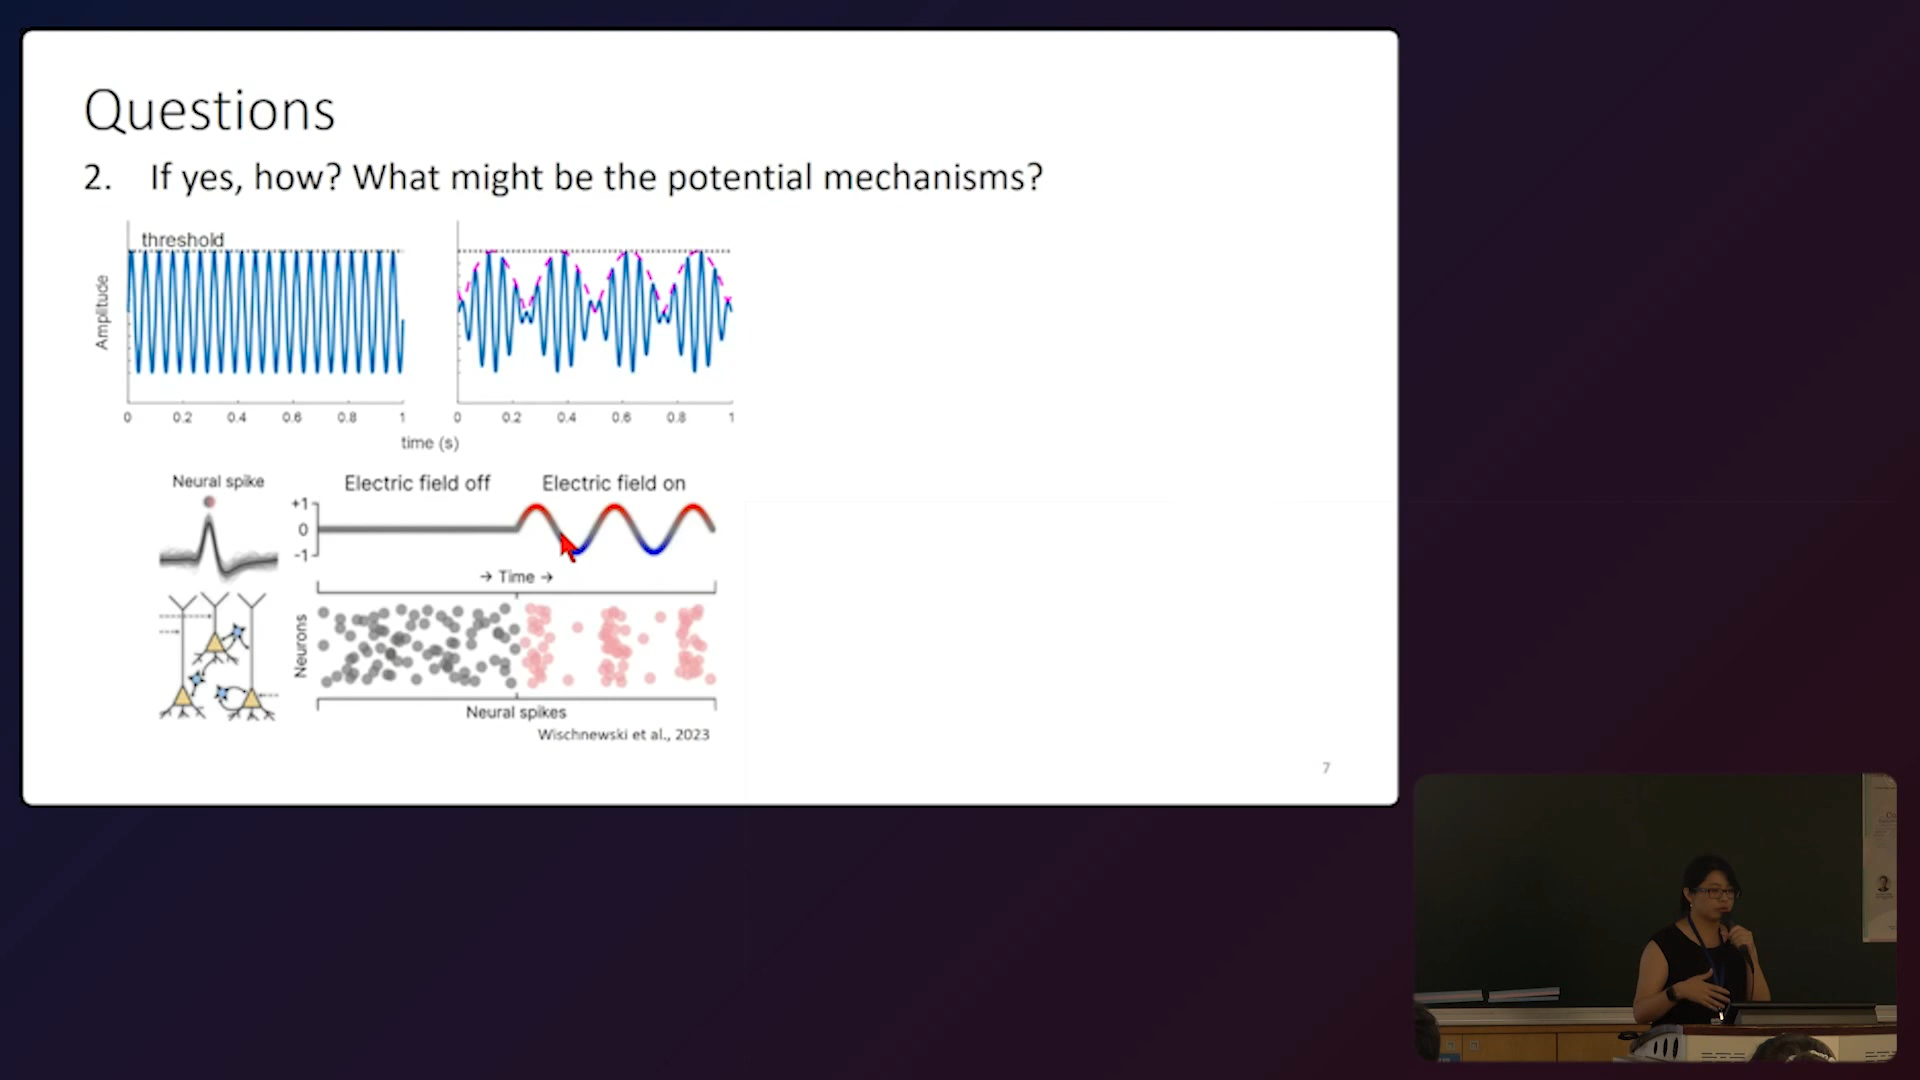 Questions
2. If yes, how? What might be the potential mechanisms?
threshold
Amplitude
0 0.2 0.4 0.6 0.8 1
0 0.2 0.4 0.6 0.8 1
time (s)
Neural spike
Electric field off
Electric field on
+1
0
-1
→ Time →
Neurons
Neural spikes
Wischnewski et al., 2023
7